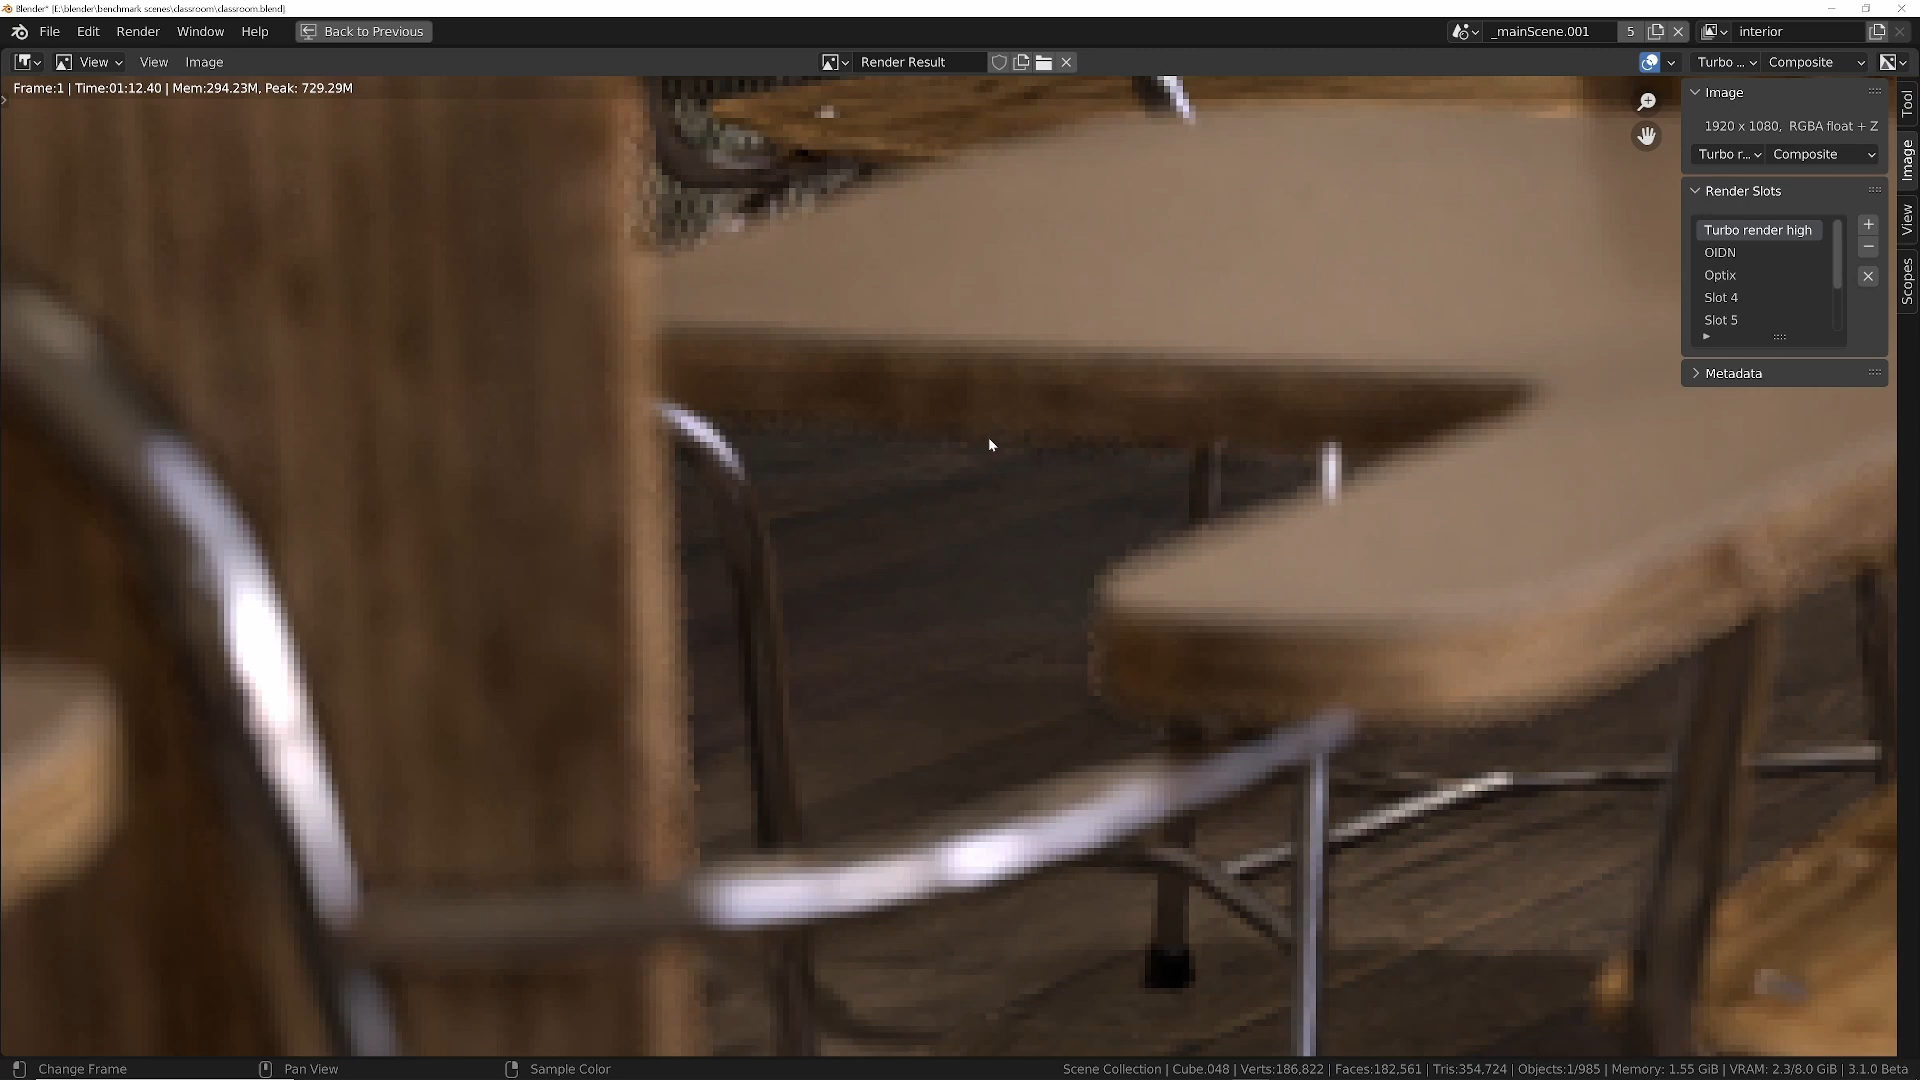 Blender* [E:\blender\benchmark scenes\classroom\classroom.blend]
File Edit Render Window Help Back to Previous _mainScene.001 5 interior
View View Image Render Result Turbo ... Composite
Frame:1 | Time:01:12.40 | Mem:294.23M, Peak: 729.29M
Image
1920 x 1080, RGBA float + Z
Turbo r... Composite
Render Slots
Turbo render high
OIDN
Optix
Slot 4
Slot 5
Metadata
Tool
Image
View
Scopes
Change Frame Pan View Sample Color Scene Collection | Cube.048 | Verts:186,822 | Faces:182,561 | Tris:354,724 | Objects:1/985 | Memory: 1.55 GiB | VRAM: 2.3/8.0 GiB | 3.1.0 Beta